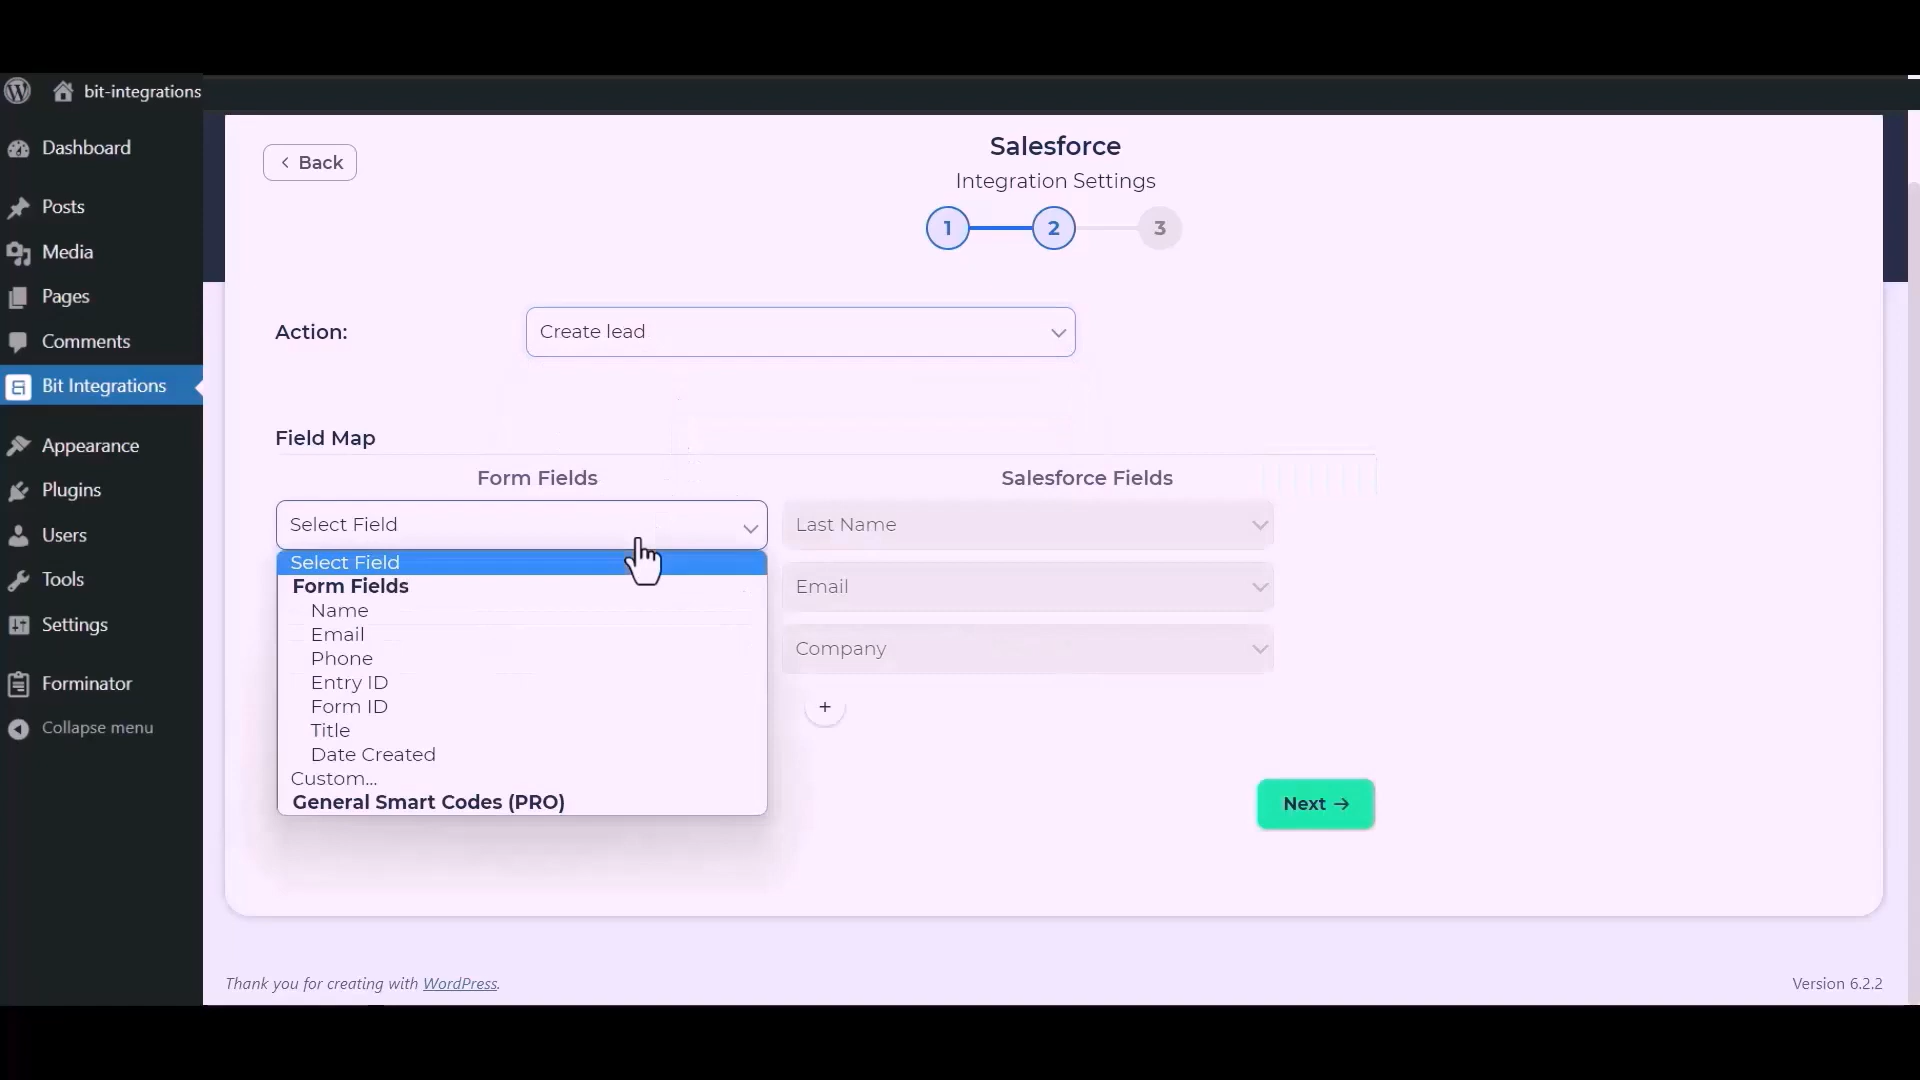 bit-integrations
Dashboard
Posts
Media
Pages
Comments
Bit Integrations
Appearance
Plugins
Users
Tools
Settings
Forminator
Collapse menu
Back
Salesforce
Integration Settings
1
2
3
Action:
Create lead
Field Map
Form Fields
Salesforce Fields
Select Field
Last Name
Select Field
Form Fields
Name
Email
Phone
Entry ID
Form ID
Title
Date Created
Custom...
General Smart Codes (PRO)
Email
Company
+
Next →
Thank you for creating with WordPress.
Version 6.2.2